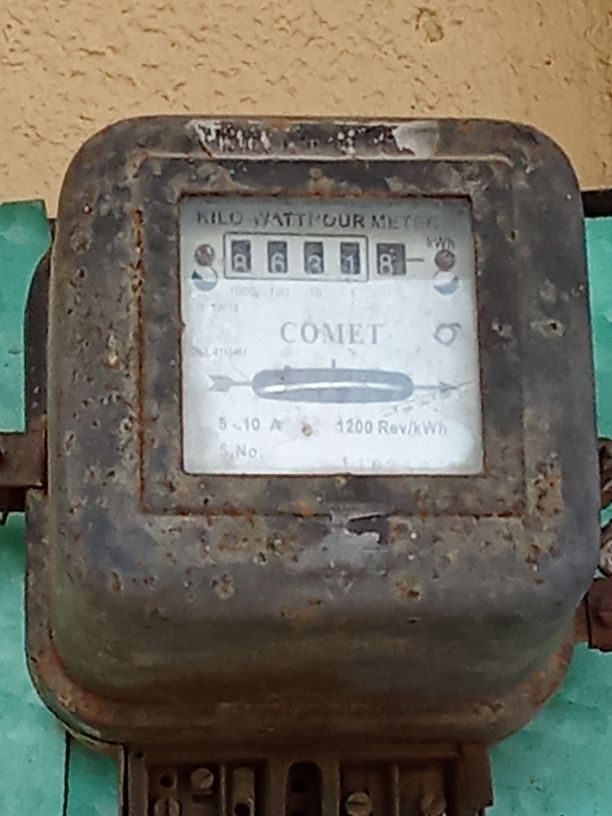 KILO WATTHOUR METER
kWh
8 6 3 1 8
1000 100 10 1
COMET
5 - 10 A 1200 Rev/kWh
S.No.